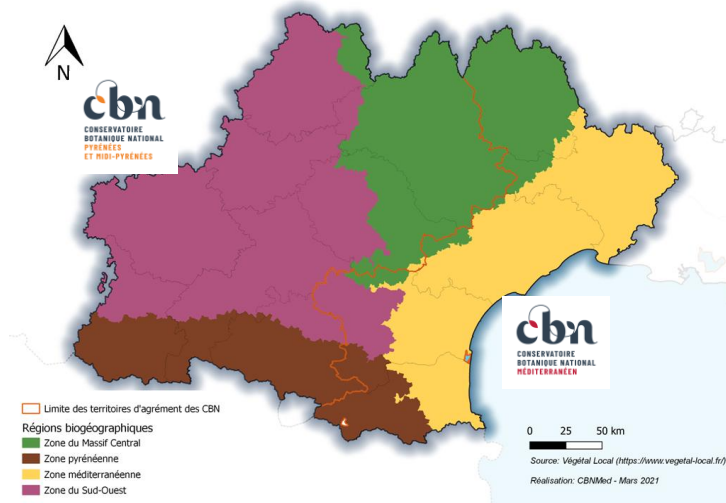 N
cbn
CONSERVATOIRE
BOTANIQUE NATIONAL
PYRÉNÉES
ET MIDI-PYRÉNÉES
cbn
CONSERVATOIRE
BOTANIQUE NATIONAL
MÉDITERRANÉEN
Limite des territoires d'agrément des CBN
Régions biogéographiques
Zone du Massif Central
Zone pyrénéenne
Zone méditerranéenne
Zone du Sud-Ouest
0 25 50 km
Source: Végétal Local (https://www.vegetal-local.fr/)
Réalisation: CBNMed - Mars 2021